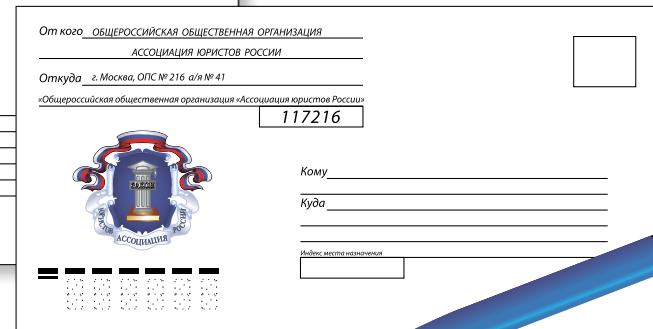 От кого ОБЩЕРОССИЙСКАЯ ОБЩЕСТВЕННАЯ ОРГАНИЗАЦИЯ
АССОЦИАЦИЯ ЮРИСТОВ РОССИИ
Откуда г. Москва, ОПС № 216 а/я № 41
«Общероссийская общественная организация «Ассоциация юристов России»
117216
ЗАКОН
ЮРИСТОВ АССОЦИАЦИЯ РОССИИ
Кому
Куда
Индекс места назначения